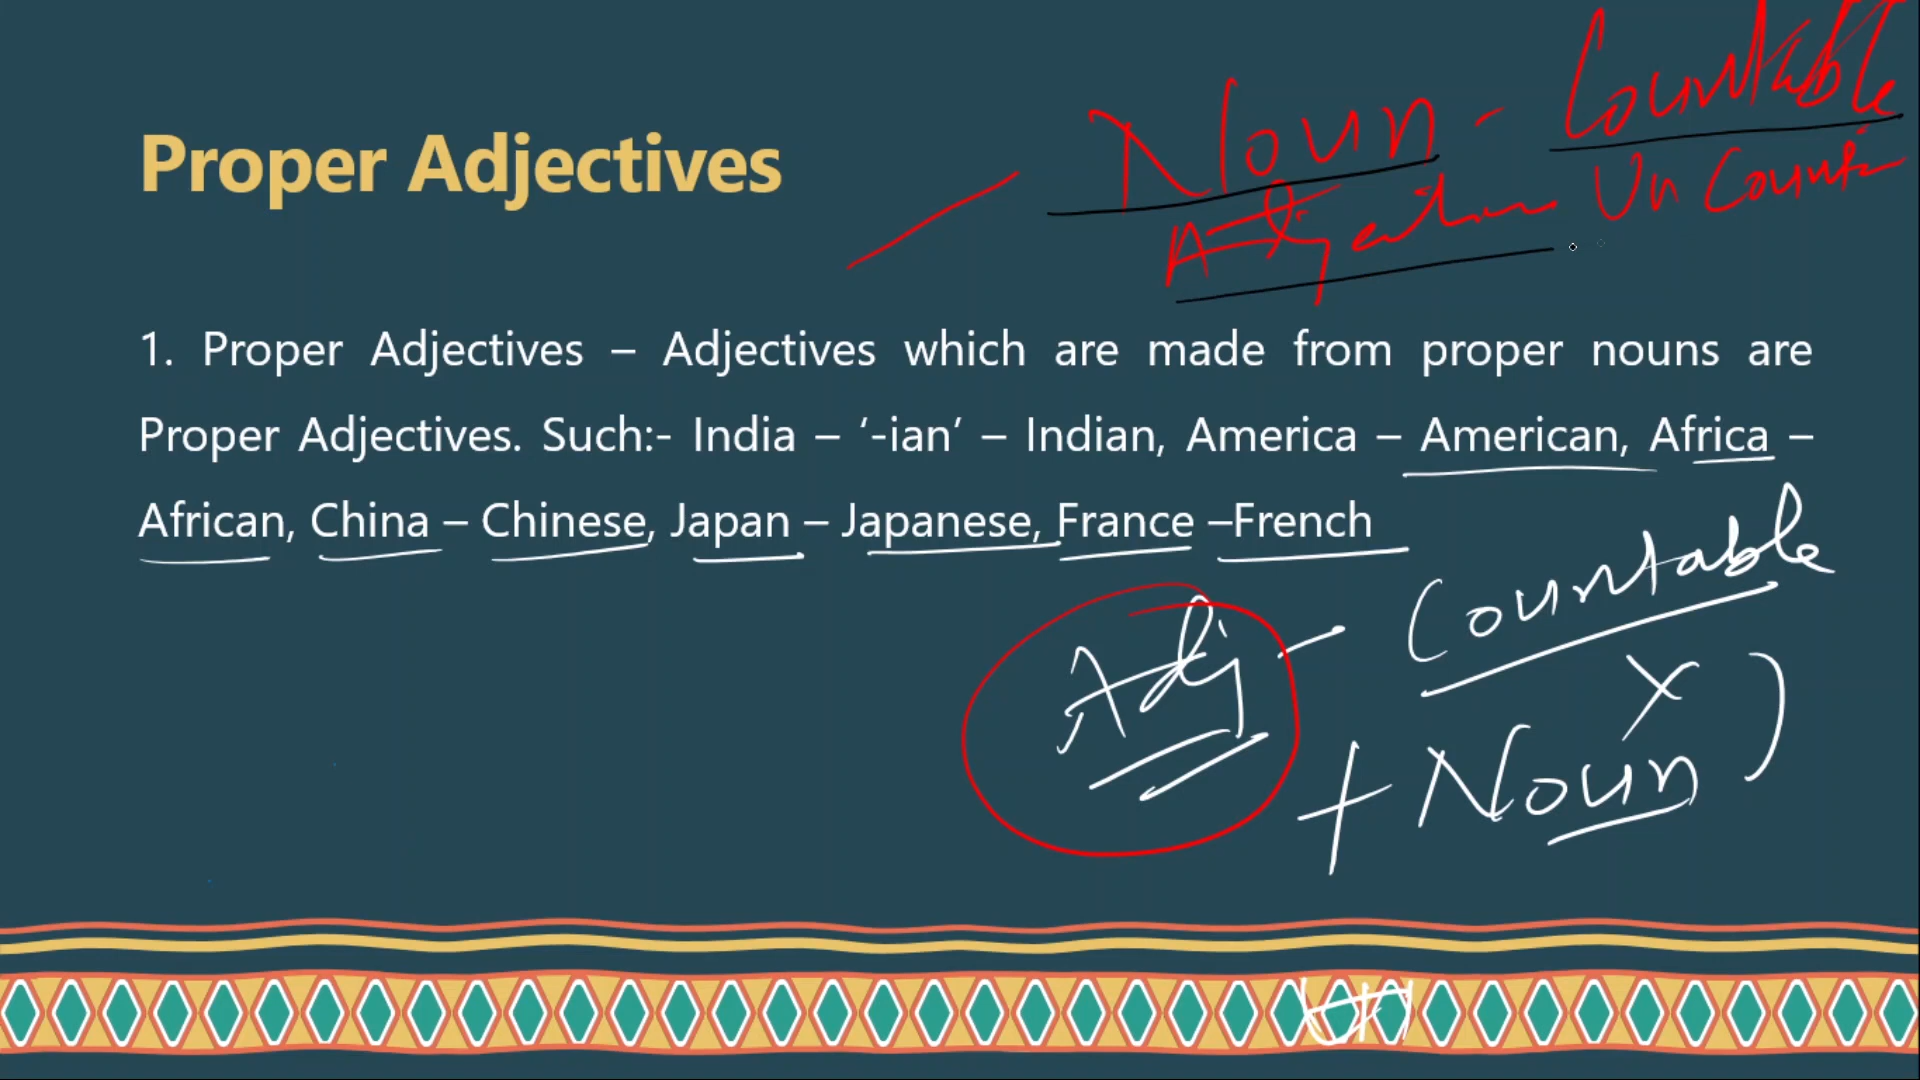 Countable
Noun -
Proper Adjectives
Un Counta
Adjective
1. Proper Adjectives – Adjectives which are made from proper nouns are
Proper Adjectives. Such:- India – ‘-ian’ – Indian, America – American, Africa –
African, China – Chinese, Japan – Japanese, France –French
Adj - Countable
X
+ Noun )